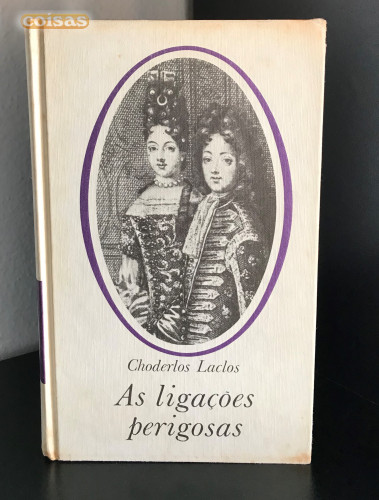 coisas
Choderlos Laclos
As ligações
perigosas